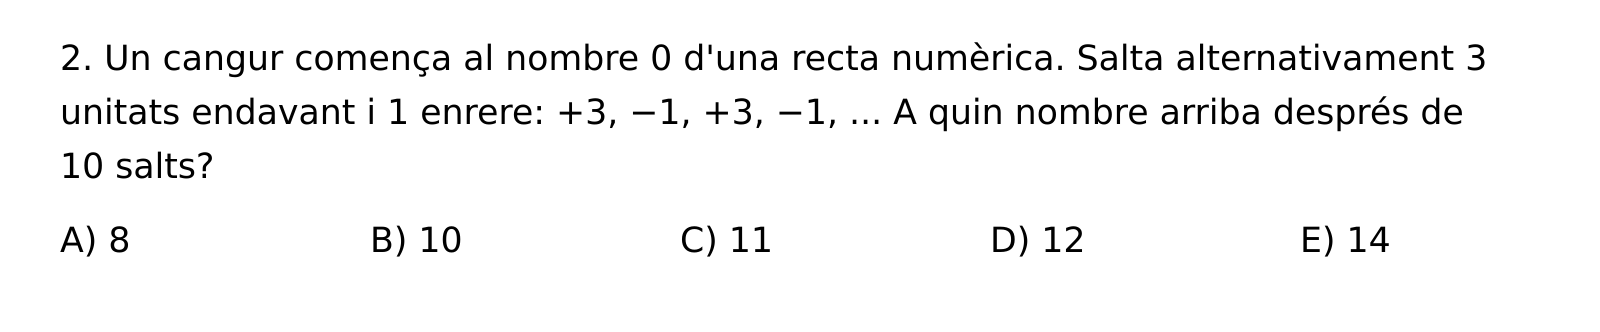 2. Un cangur comença al nombre 0 d'una recta numèrica. Salta alternativament 3
unitats endavant i 1 enrere: +3, −1, +3, −1, ... A quin nombre arriba després de
10 salts?
A) 8 B) 10 C) 11 D) 12 E) 14